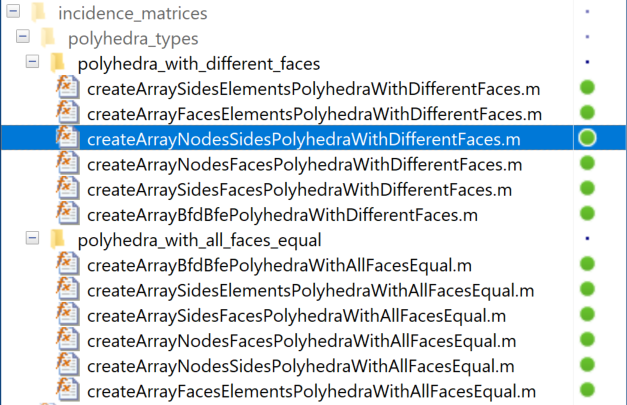 incidence_matrices
polyhedra_types
polyhedra_with_different_faces
createArraySidesElementsPolyhedraWithDifferentFaces.m
createArrayFacesElementsPolyhedraWithDifferentFaces.m
createArrayNodesSidesPolyhedraWithDifferentFaces.m
createArrayNodesFacesPolyhedraWithDifferentFaces.m
createArraySidesFacesPolyhedraWithDifferentFaces.m
createArrayBfdBfePolyhedraWithDifferentFaces.m
polyhedra_with_all_faces_equal
createArrayBfdBfePolyhedraWithAllFacesEqual.m
createArraySidesElementsPolyhedraWithAllFacesEqual.m
createArraySidesFacesPolyhedraWithAllFacesEqual.m
createArrayNodesFacesPolyhedraWithAllFacesEqual.m
createArrayNodesSidesPolyhedraWithAllFacesEqual.m
createArrayFacesElementsPolyhedraWithAllFacesEqual.m